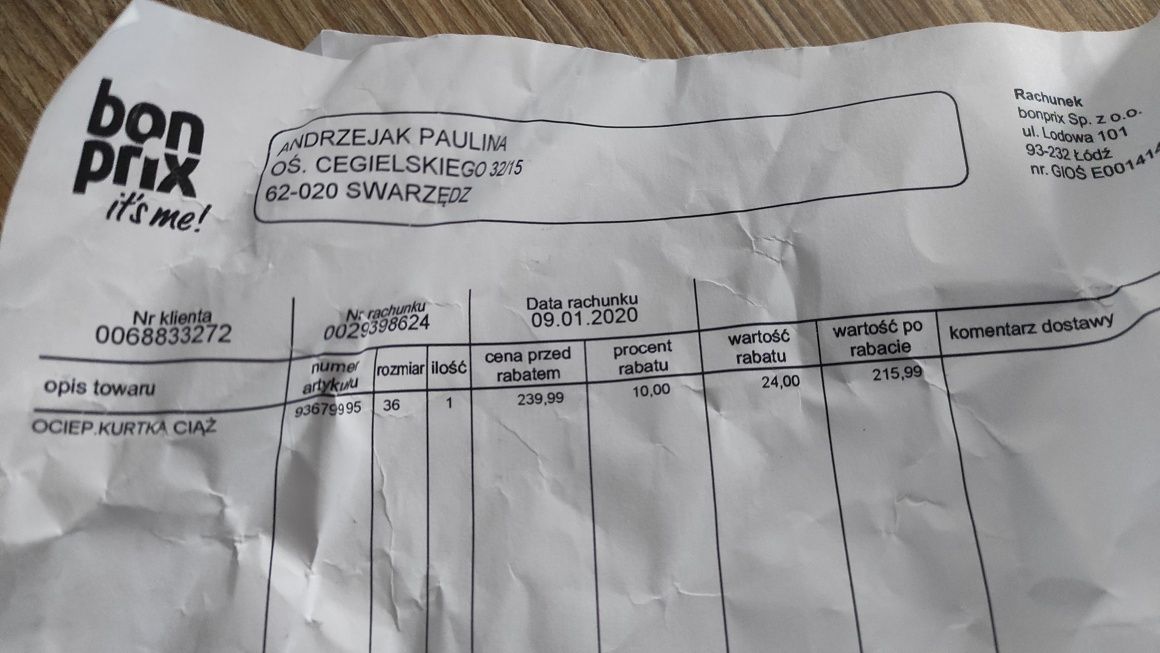 bon
prix
it's me!
ANDRZEJAK PAULINA
OŚ. CEGIELSKIEGO 32/15
62-020 SWARZĘDZ
Rachunek
bonprix Sp. z o.o.
ul. Lodowa 101
93-232 Łódź
nr. GIOŚ E001414
Nr klienta
0068833272
Nr rachunku
0029398624
Data rachunku
09.01.2020
opis towaru
numer
artykułu
rozmiar
ilość
cena przed
rabatem
procent
rabatu
wartość
rabatu
wartość po
rabacie
komentarz dostawy
OCIEP.KURTKA CIĄŻ
93679995
36
1
239,99
10,00
24,00
215,99